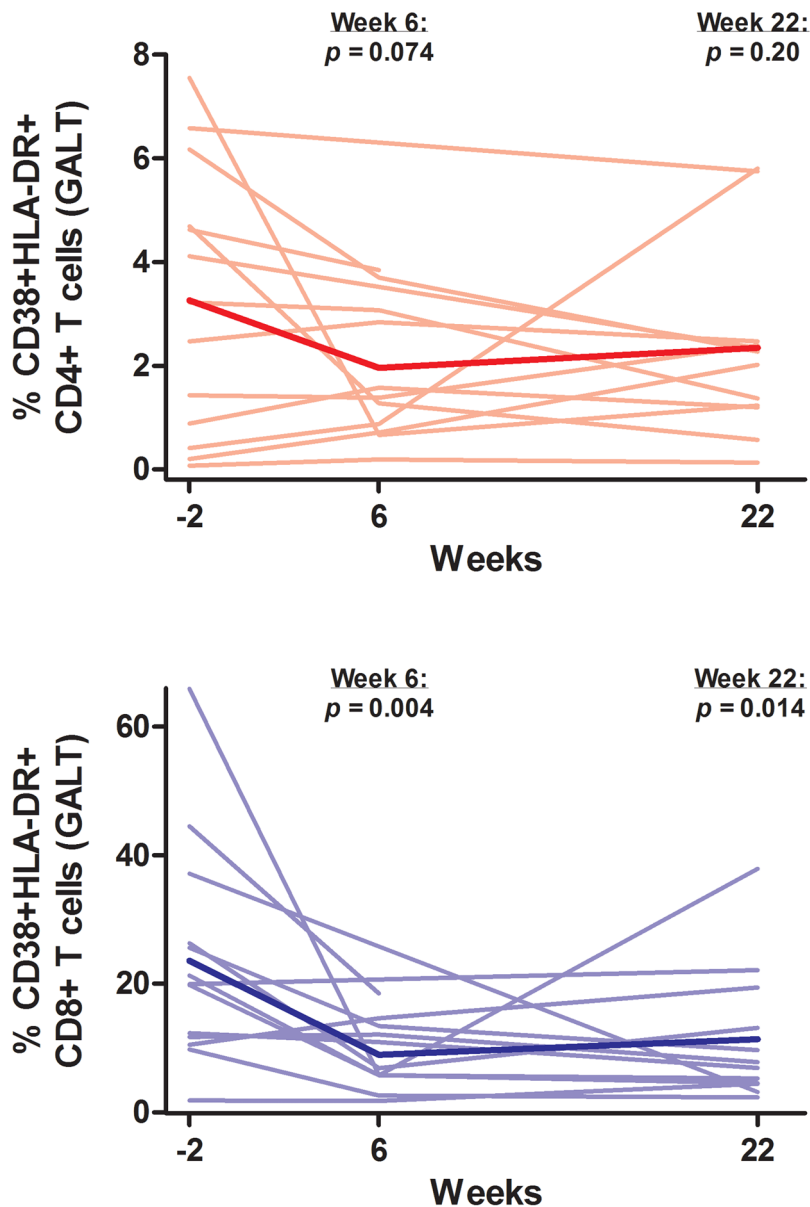 Week 6:
p = 0.074
Week 22:
p = 0.20
% CD38+HLA-DR+
CD4+ T cells (GALT)
8
6
4
2
0
-2
6
22
Weeks
Week 6:
p = 0.004
Week 22:
p = 0.014
% CD38+HLA-DR+
CD8+ T cells (GALT)
60
40
20
0
-2
6
22
Weeks